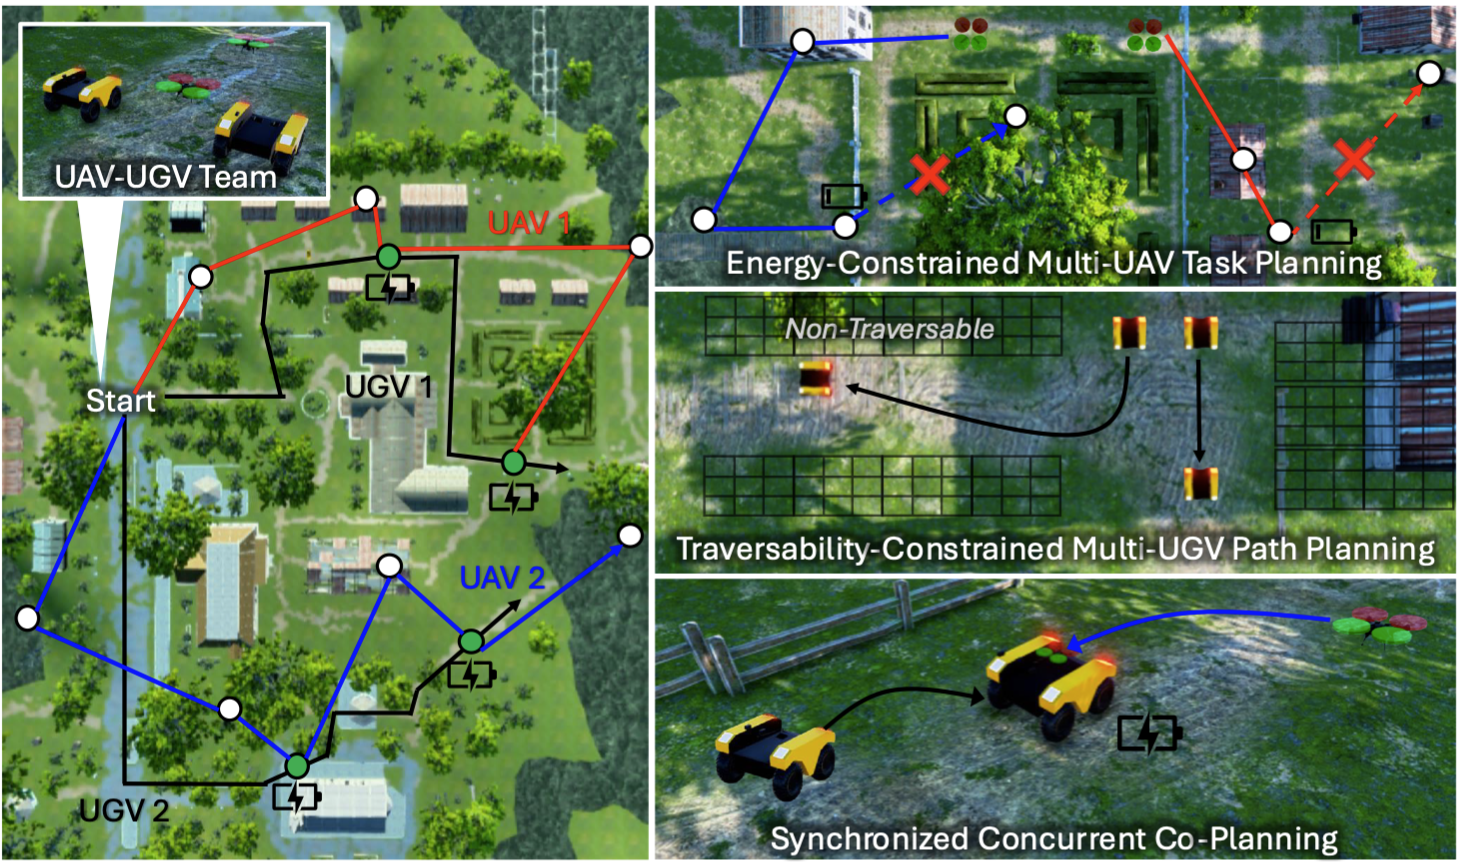 UAV-UGV Team
UAV 1
Start
UGV 1
UAV 2
UGV 2
Energy-Constrained Multi-UAV Task Planning
Non-Traversable
Traversability-Constrained Multi-UGV Path Planning
Synchronized Concurrent Co-Planning